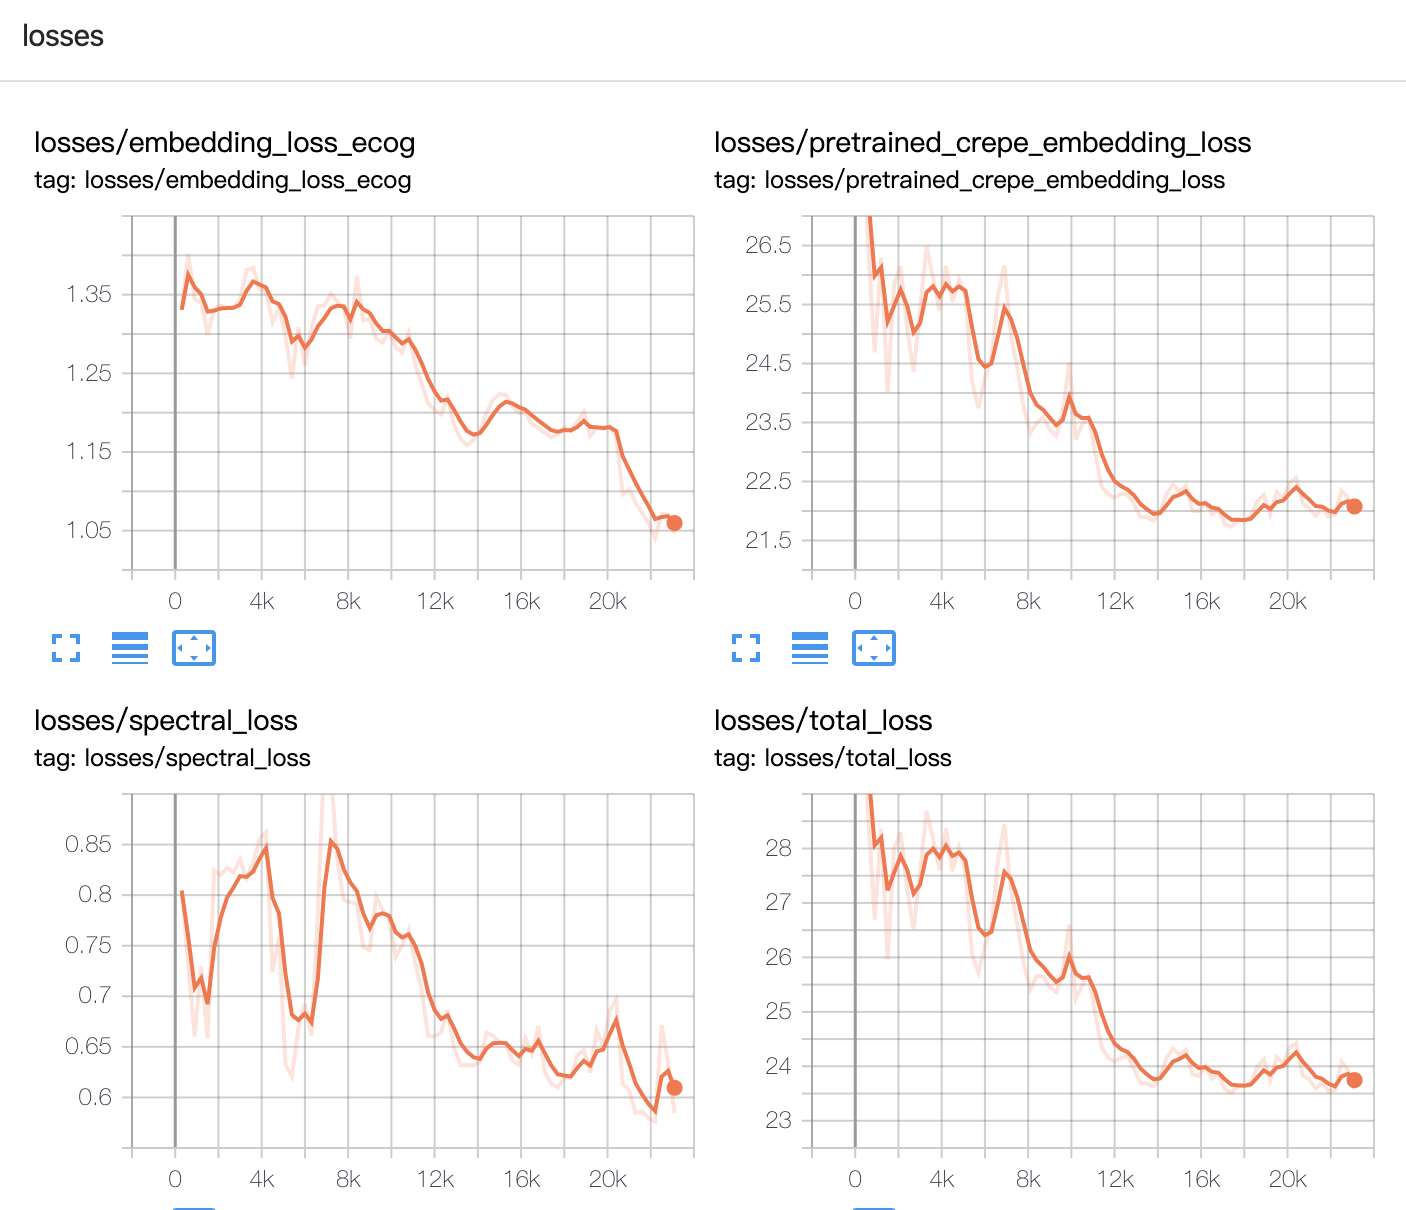 losses
losses/embedding_loss_ecog
tag: losses/embedding_loss_ecog
1.35
1.25
1.15
1.05
0 4k 8k 12k 16k 20k
losses/pretrained_crepe_embedding_loss
tag: losses/pretrained_crepe_embedding_loss
26.5
25.5
24.5
23.5
22.5
21.5
0 4k 8k 12k 16k 20k
losses/spectral_loss
tag: losses/spectral_loss
0.85
0.8
0.75
0.7
0.65
0.6
0 4k 8k 12k 16k 20k
losses/total_loss
tag: losses/total_loss
28
27
26
25
24
23
0 4k 8k 12k 16k 20k